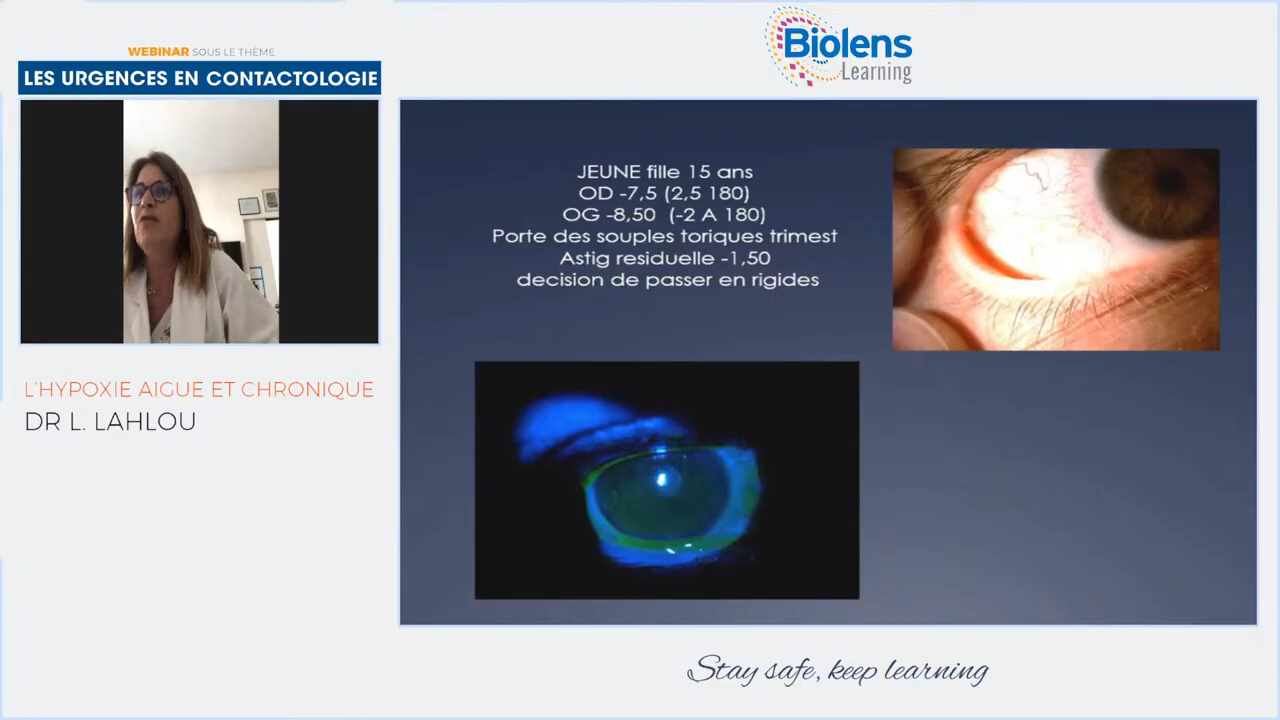 WEBINAR SOUS LE THÈME
LES URGENCES EN CONTACTOLOGIE
Biolens
Learning
JEUNE fille 15 ans
OD -7,5 (2,5 180)
OG -8,50 (-2 A 180)
Porte des souples toriques trimest
Astig residuelle -1,50
decision de passer en rigides
L'HYPOXIE AIGUE ET CHRONIQUE
DR L. LAHLOU
Stay safe, keep learning